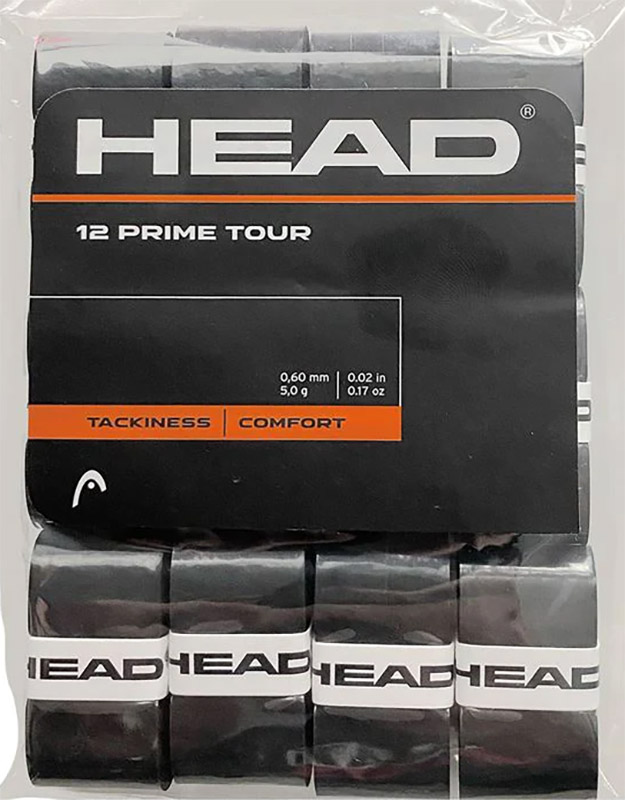 HEAD®
12 PRIME TOUR
0,60 mm | 0.02 in
5,0 g | 0.17 oz
TACKINESS | COMFORT
HEAD HEAD HEAD HEAD